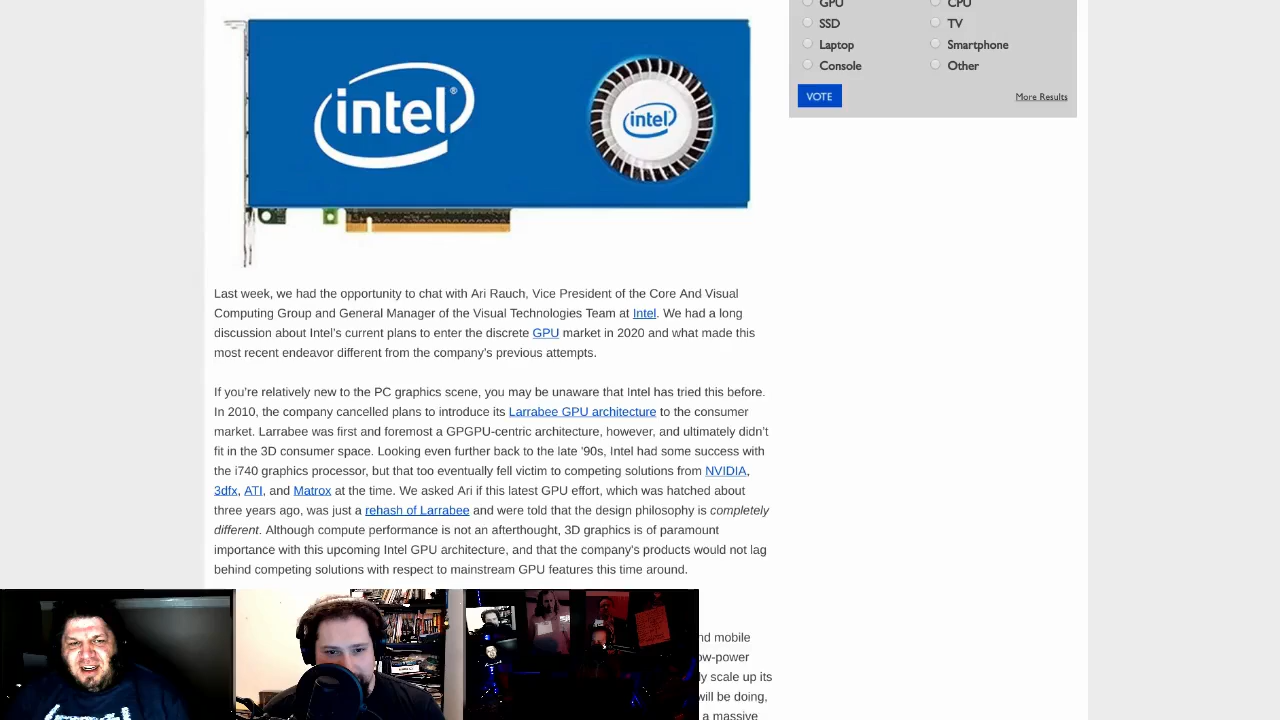 GPU
CPU
SSD
TV
Laptop
Smartphone
Console
Other
VOTE
More Results
intel®
intel
Last week, we had the opportunity to chat with Ari Rauch, Vice President of the Core And Visual
Computing Group and General Manager of the Visual Technologies Team at Intel. We had a long
discussion about Intel's current plans to enter the discrete GPU market in 2020 and what made this
most recent endeavor different from the company's previous attempts.
If you're relatively new to the PC graphics scene, you may be unaware that Intel has tried this before.
In 2010, the company cancelled plans to introduce its Larrabee GPU architecture to the consumer
market. Larrabee was first and foremost a GPGPU-centric architecture, however, and ultimately didn't
fit in the 3D consumer space. Looking even further back to the late '90s, Intel had some success with
the i740 graphics processor, but that too eventually fell victim to competing solutions from NVIDIA,
3dfx, ATI, and Matrox at the time. We asked Ari if this latest GPU effort, which was hatched about
three years ago, was just a rehash of Larrabee and were told that the design philosophy is completely
different. Although compute performance is not an afterthought, 3D graphics is of paramount
importance with this upcoming Intel GPU architecture, and that the company's products would not lag
behind competing solutions with respect to mainstream GPU features this time around.
nd mobile
ow-power
ly scale up its
will be doing,
a massive